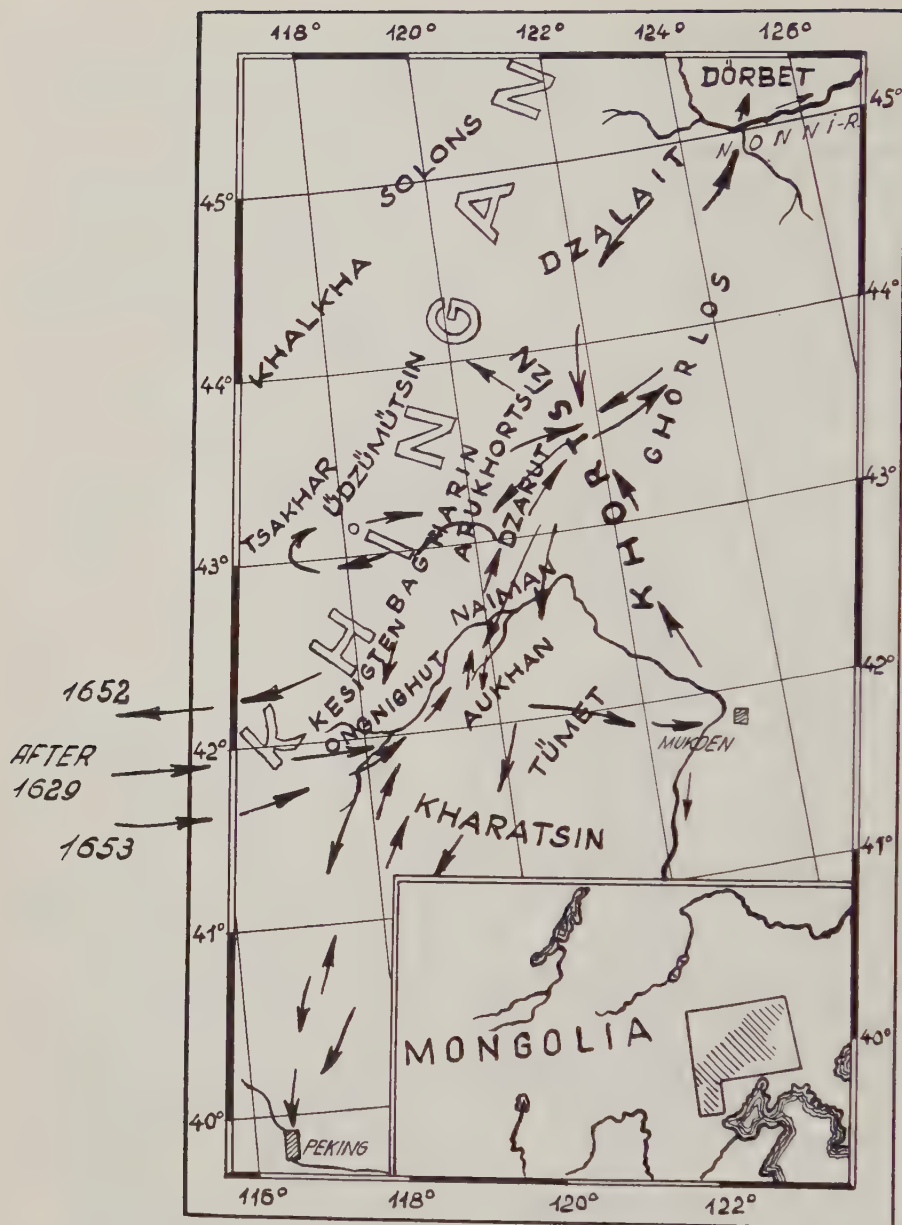 118° 120° 122° 124° 126°
DÖRBET
45°
NONNI-R.
SOLONS
DZALAIT
45°
KHINGAN
KHALKHA
44°
GHORLOS
44°
ÜDZÜMÜTSIN
TSAKHAR
ARUKHORTSIN
BAGHARIN
DZARUT
KHORTSIN
43°
43°
NAIMAN
KESIGTEN
ONGNIGHUT
AUKHAN
42°
1652
TÜMET
MUKDEN
42°
AFTER
1629
1653
KHARATSIN
41°
41°
MONGOLIA
40°
40°
PEKING
116° 118° 120° 122°